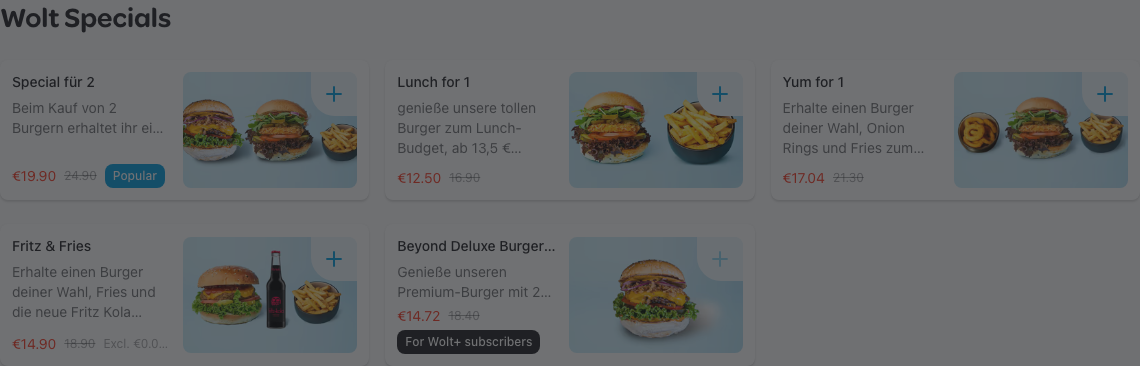 Wolt Specials
Special für 2
Beim Kauf von 2
Burgern erhaltet ihr ei...
€19.90 24.90 Popular
Lunch for 1
genieße unsere tollen
Burger zum Lunch-
Budget, ab 13,5 €...
€12.50 16.90
Yum for 1
Erhalte einen Burger
deiner Wahl, Onion
Rings und Fries zum...
€17.04 21.30
Fritz & Fries
Erhalte einen Burger
deiner Wahl, Fries und
die neue Fritz Kola...
€14.90 18.90 Excl. €0.0...
Beyond Deluxe Burger...
Genieße unseren
Premium-Burger mit 2...
€14.72 18.40
For Wolt+ subscribers